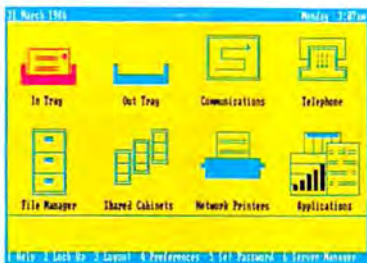 31 March 1986 Monday 3:07am
In Tray Out Tray Communications Telephone
File Manager Shared Cabinets Network Printers Applications
1 Help 2 Lock Up 3 Layout 4 Preferences 5 Set Password 6 Server Manager